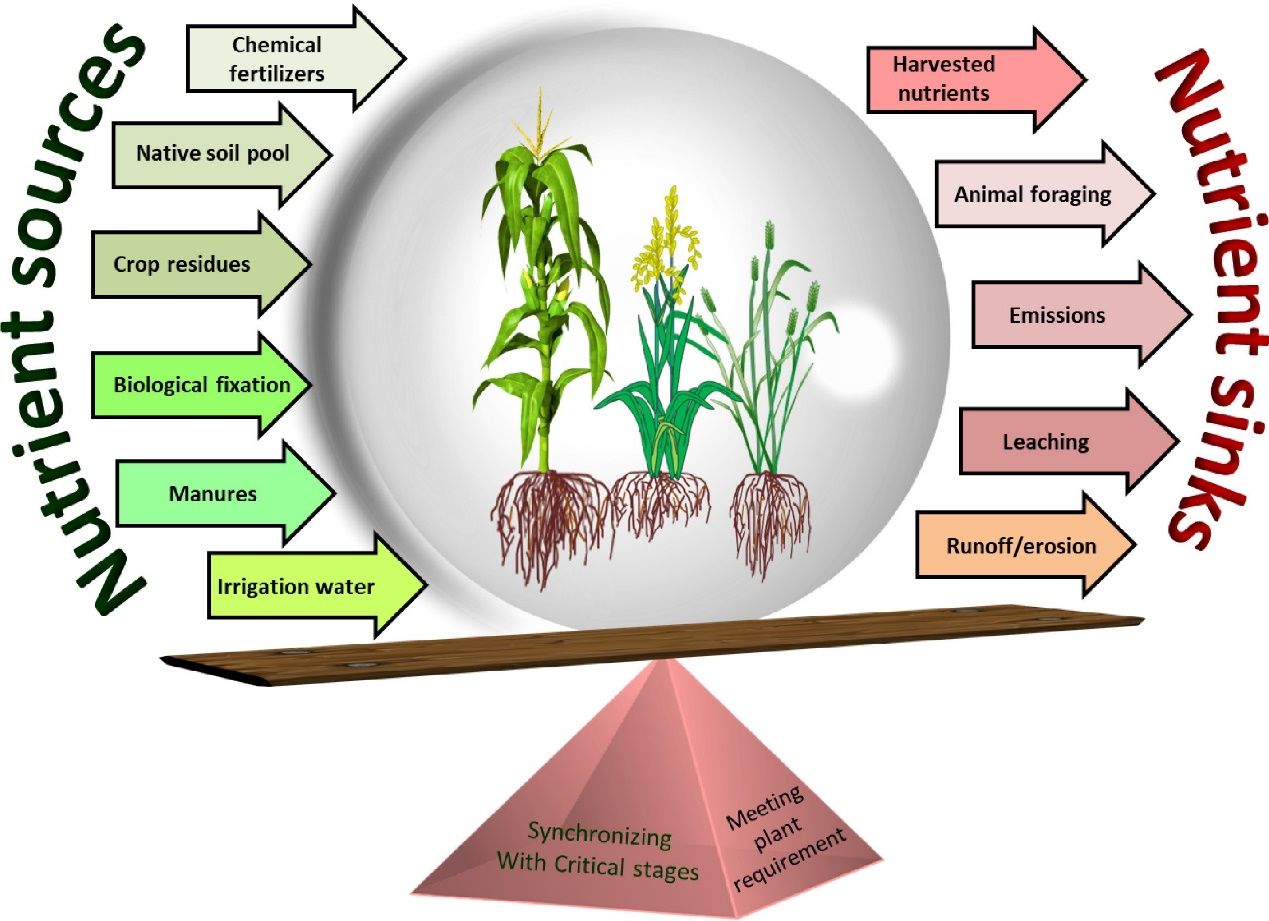 Nutrient sources
Chemical
fertilizers
Native soil pool
Crop residues
Biological fixation
Manures
Irrigation water
Harvested
nutrients
Animal foraging
Emissions
Leaching
Runoff/erosion
Nutrient sinks
Synchronizing
With Critical stages
Meeting
plant
requirement